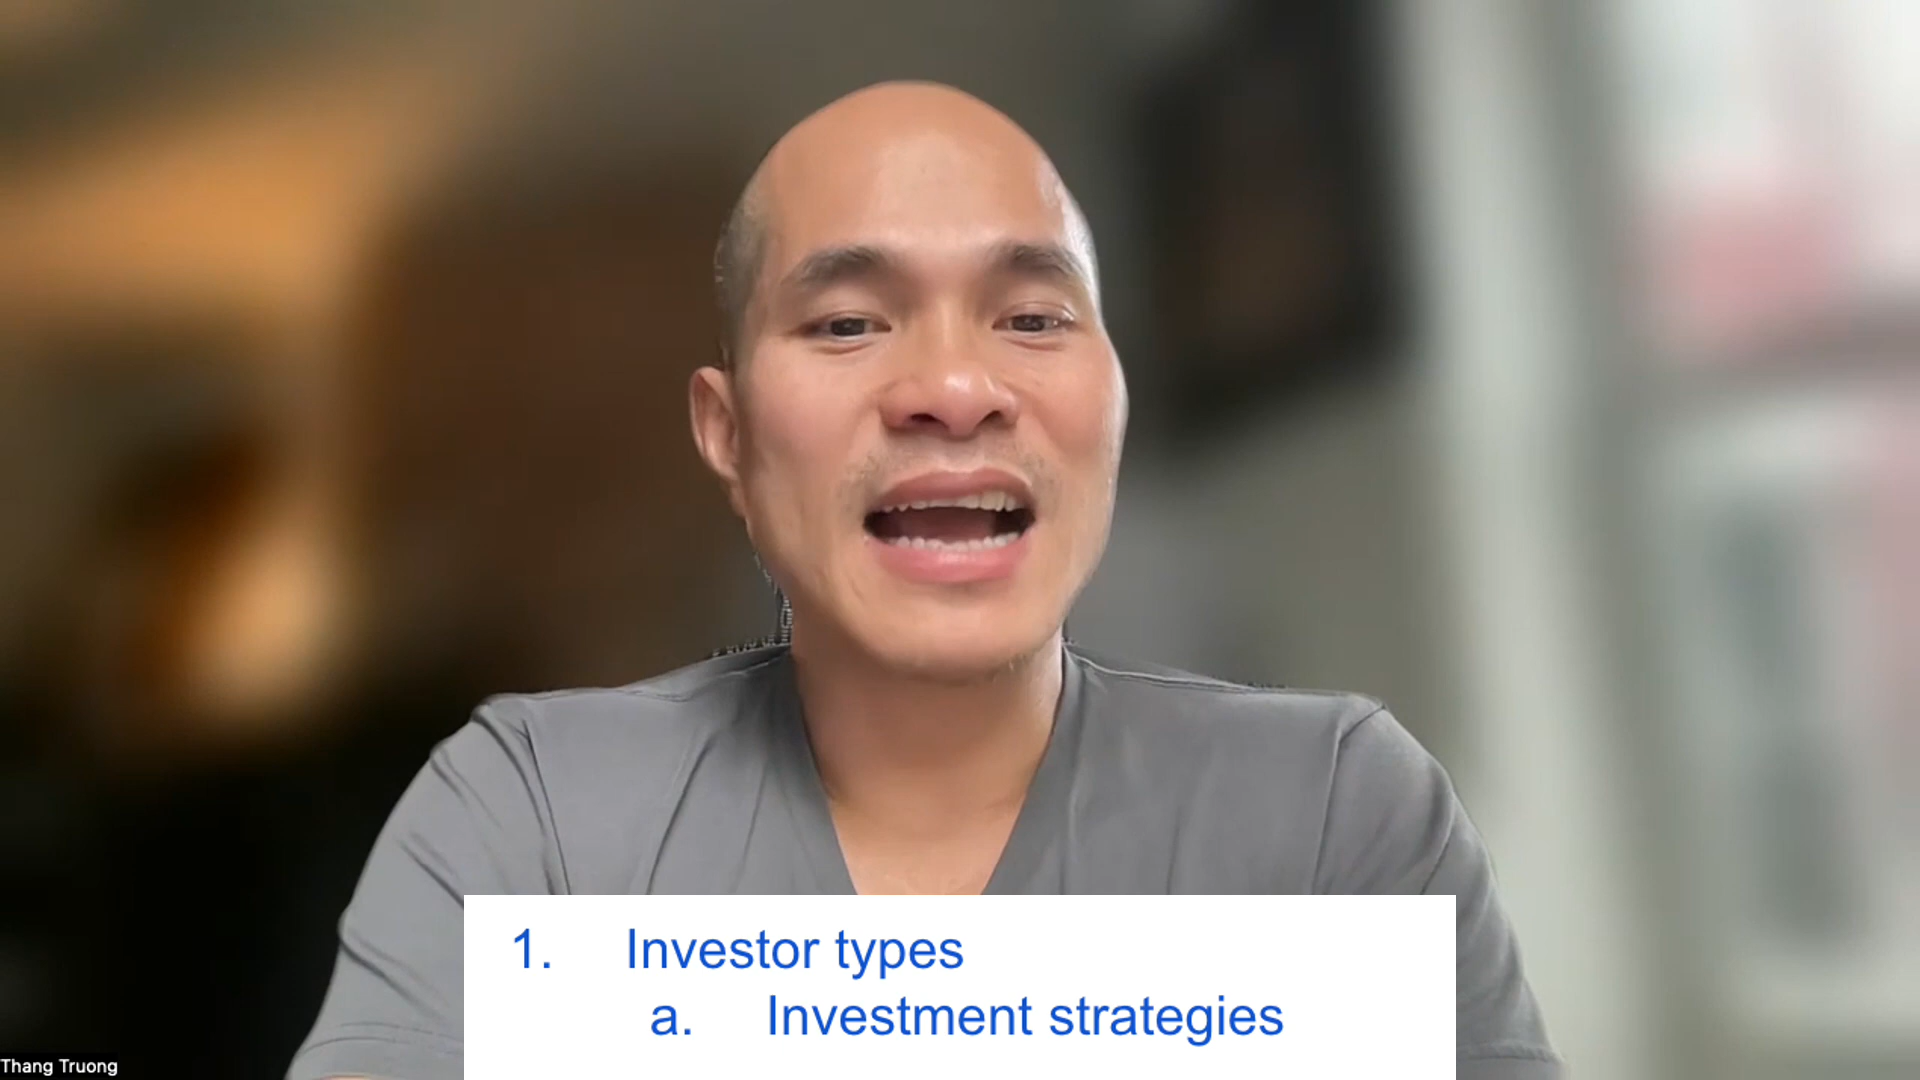 1. Investor types
a. Investment strategies
Thang Truong